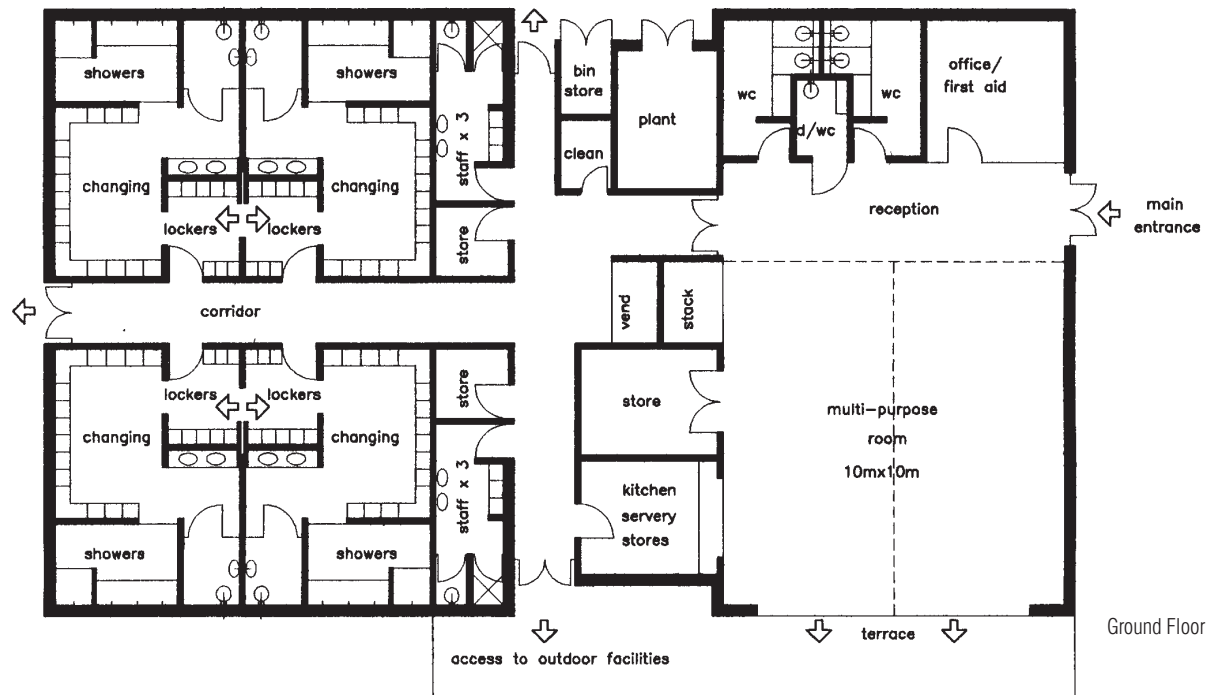 showers
showers
bin
store
plant
wc
wc
d/wc
office/
first aid
clean
staff x 3
changing
changing
lockers
lockers
store
reception
main
entrance
corridor
vend
stack
lockers
lockers
changing
changing
store
store
multi-purpose
room
10mx10m
staff x 3
kitchen
servery
stores
showers
showers
terrace
Ground Floor
access to outdoor facilities